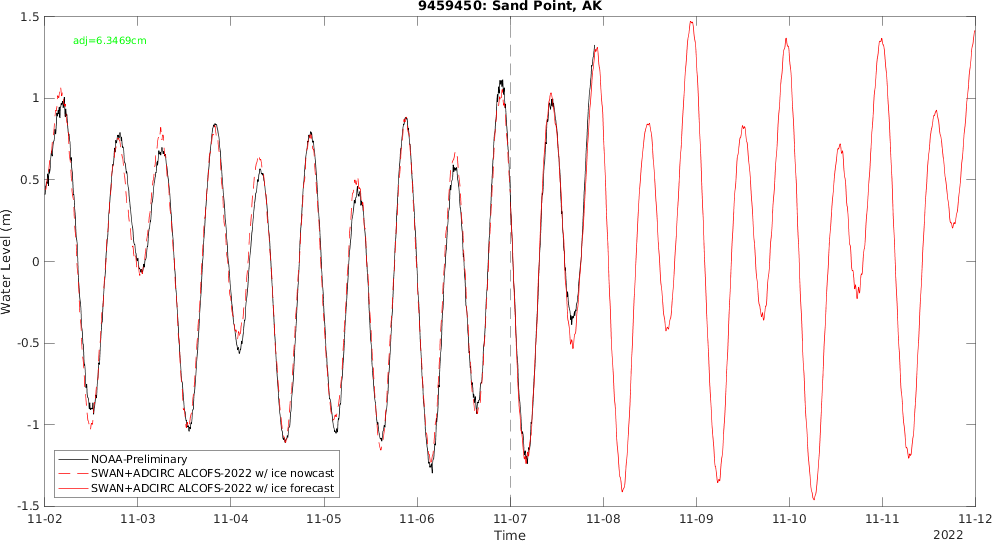 9459450: Sand Point, AK
adj=6.3469cm
1.5
1
0.5
0
-0.5
-1
-1.5
Water Level (m)
NOAA-Preliminary
SWAN+ADCIRC ALCOFS-2022 w/ ice nowcast
SWAN+ADCIRC ALCOFS-2022 w/ ice forecast
11-02 11-03 11-04 11-05 11-06 11-07 11-08 11-09 11-10 11-11 11-12
Time
2022